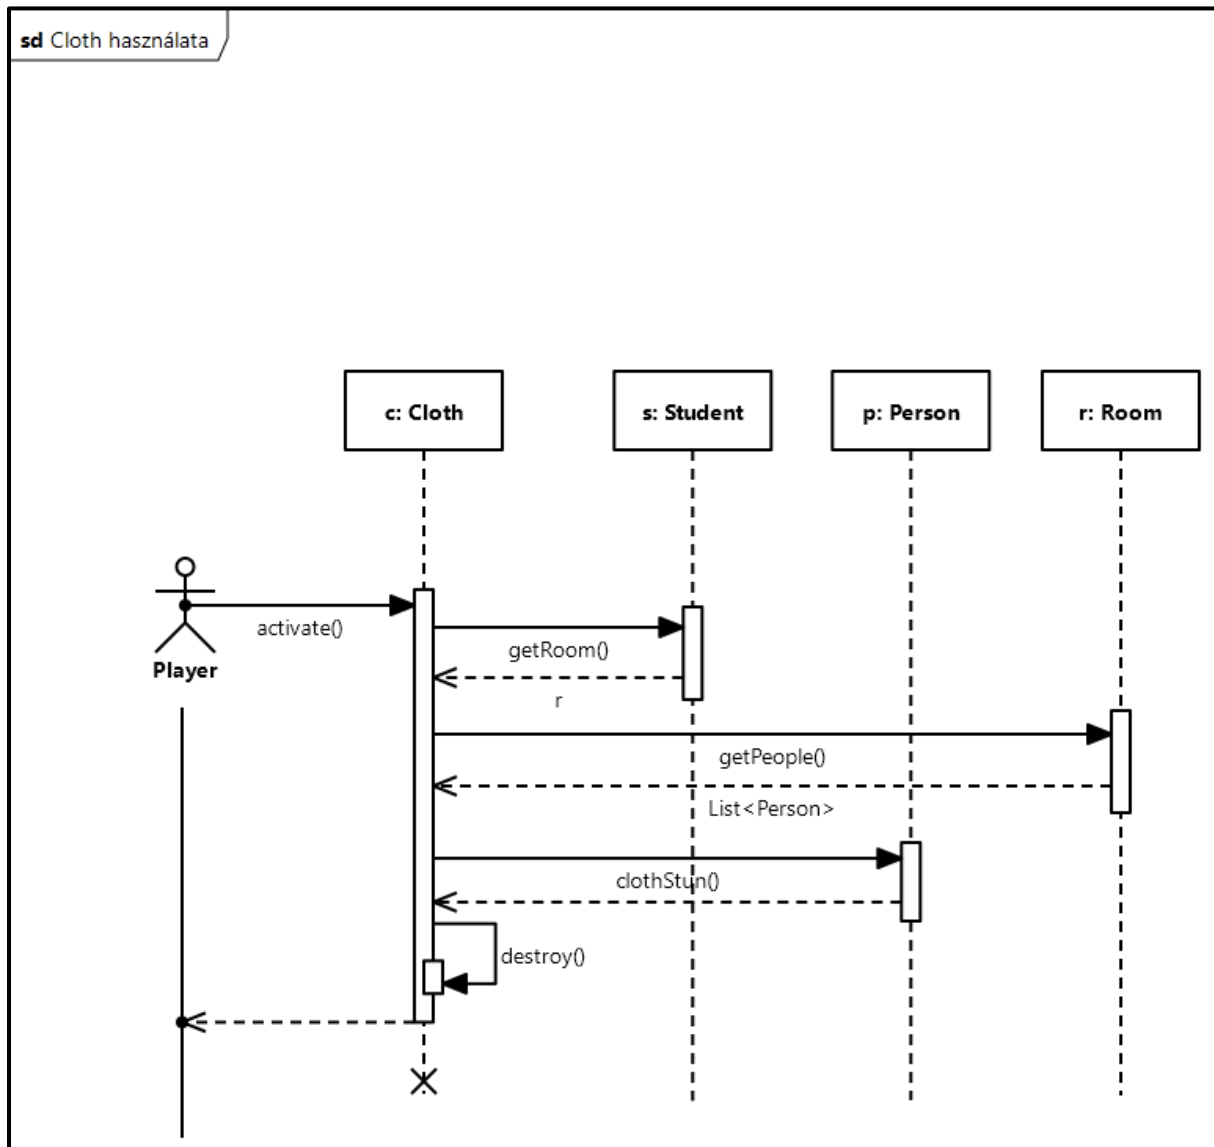 sd Cloth használata
c: Cloth
s: Student
p: Person
r: Room
activate()
Player
getRoom()
r
getPeople()
List<Person>
clothStun()
destroy()